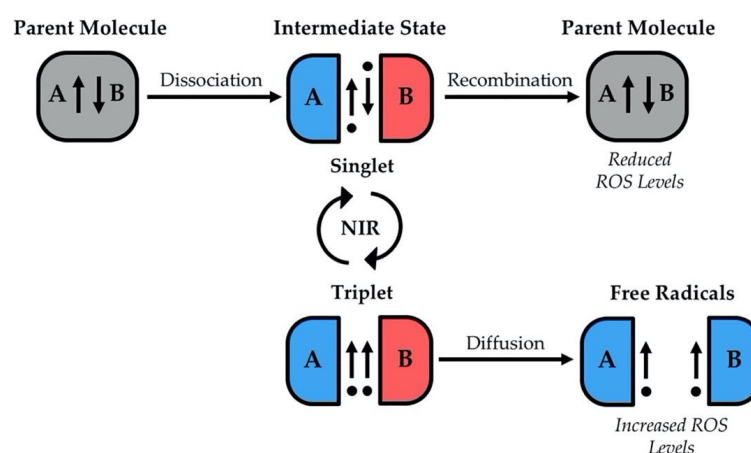 Parent Molecule
Intermediate State
Parent Molecule
A B
Dissociation
A B
Recombination
A B
Singlet
Reduced
ROS Levels
NIR
Triplet
Free Radicals
A B
Diffusion
A B
Increased ROS
Levels